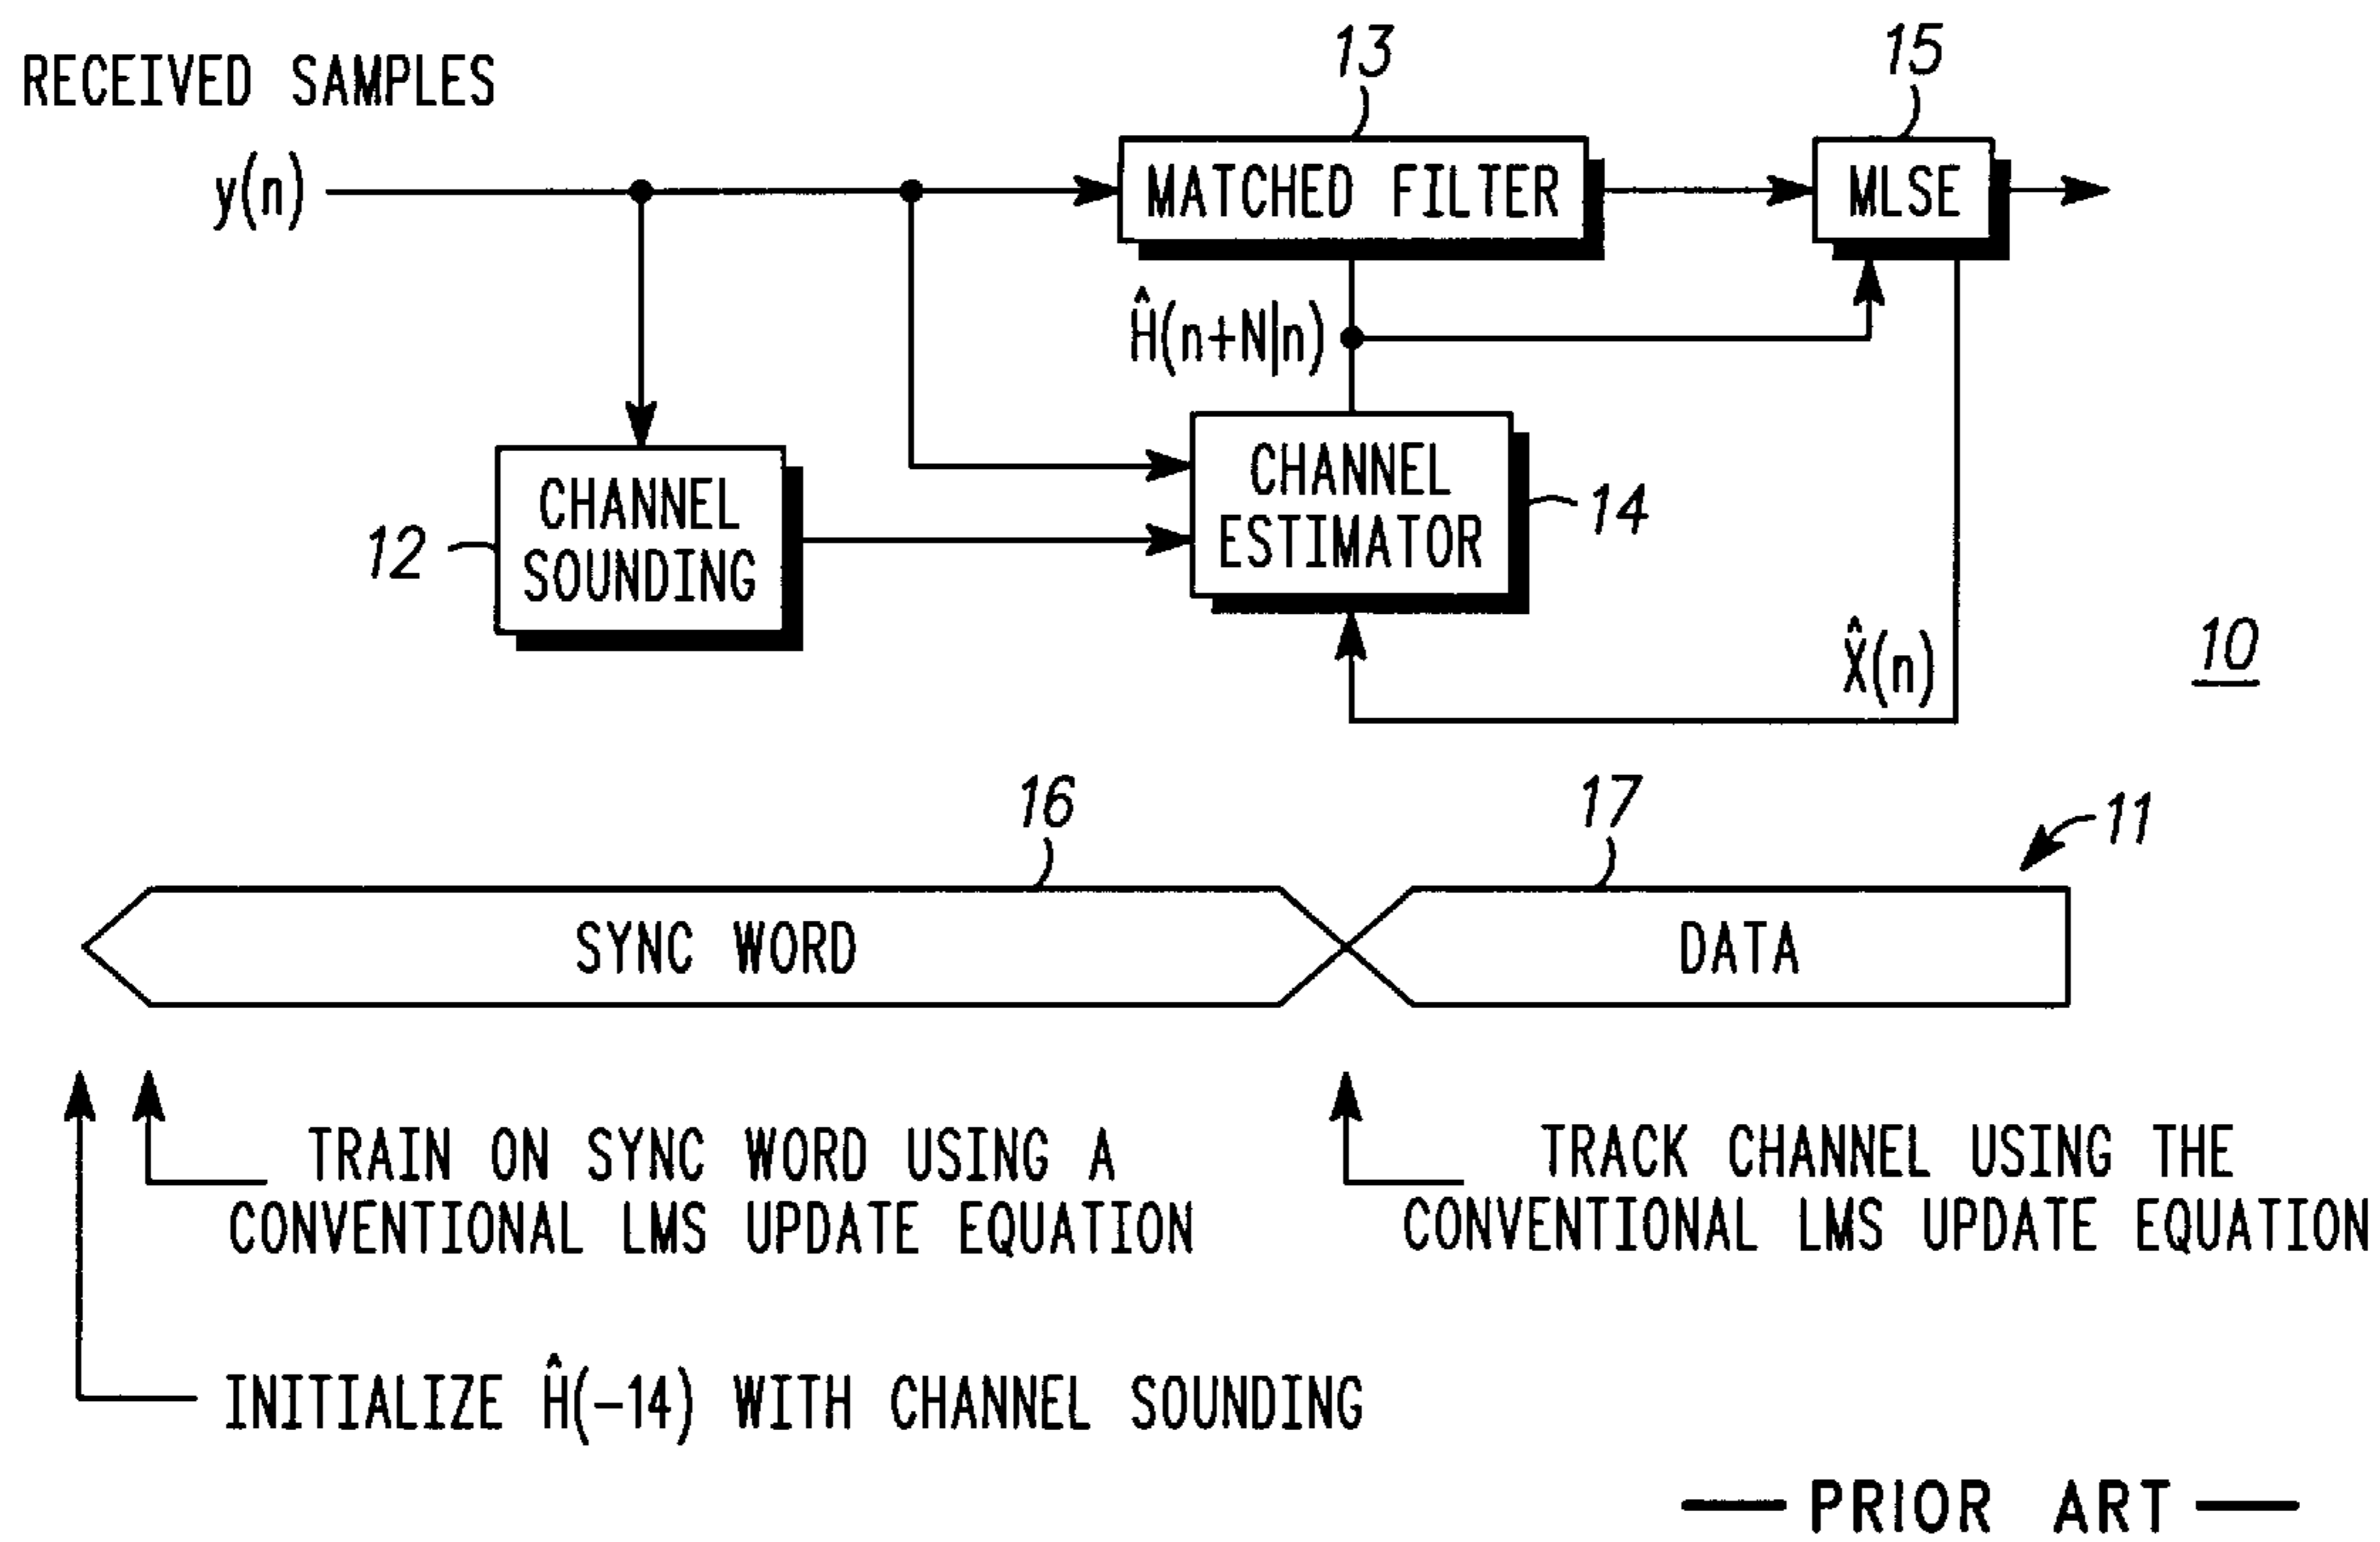 13
15
RECEIVED SAMPLES
y(n)
MATCHED FILTER
MLSE
Ĥ(n+N|n)
CHANNEL
SOUNDING
12
CHANNEL
ESTIMATOR
14
X̂(n)
10
16
17
11
SYNC WORD
DATA
TRAIN ON SYNC WORD USING A
CONVENTIONAL LMS UPDATE EQUATION
TRACK CHANNEL USING THE
CONVENTIONAL LMS UPDATE EQUATION
INITIALIZE Ĥ(-14) WITH CHANNEL SOUNDING
— PRIOR ART —